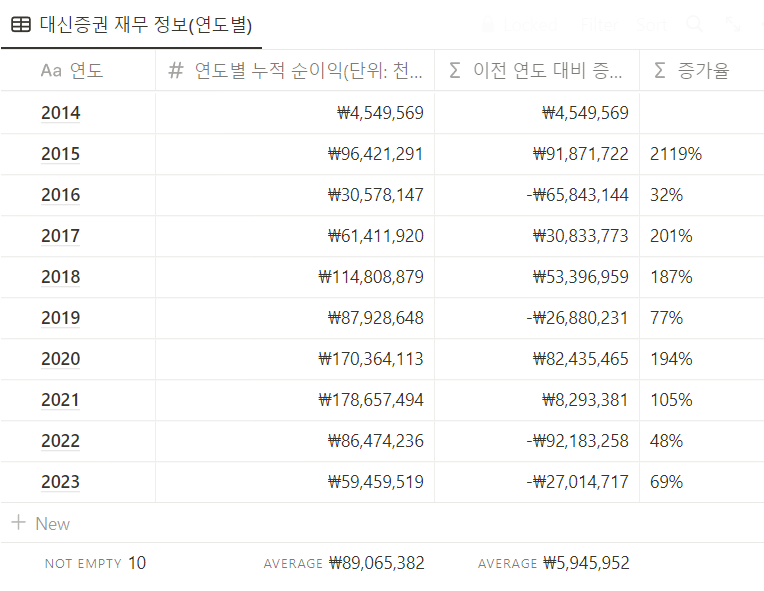 대신증권 재무 정보(연도별)
Aa 연도 # 연도별 누적 순이익(단위: 천... Σ 이전 연도 대비 증... Σ 증가율
2014 ₩4,549,569 ₩4,549,569
2015 ₩96,421,291 ₩91,871,722 2119%
2016 ₩30,578,147 -₩65,843,144 32%
2017 ₩61,411,920 ₩30,833,773 201%
2018 ₩114,808,879 ₩53,396,959 187%
2019 ₩87,928,648 -₩26,880,231 77%
2020 ₩170,364,113 ₩82,435,465 194%
2021 ₩178,657,494 ₩8,293,381 105%
2022 ₩86,474,236 -₩92,183,258 48%
2023 ₩59,459,519 -₩27,014,717 69%
+ New
NOT EMPTY 10 AVERAGE ₩89,065,382 AVERAGE ₩5,945,952